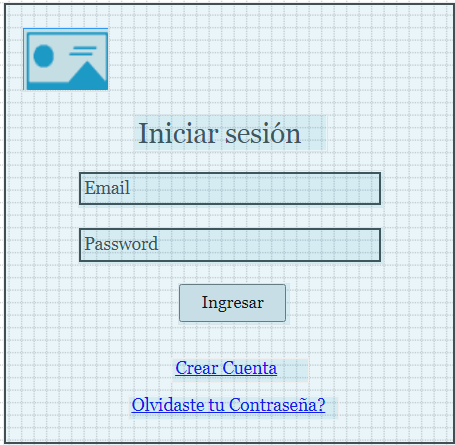 Iniciar sesión
Email
Password
Ingresar
Crear Cuenta
Olvidaste tu Contraseña?